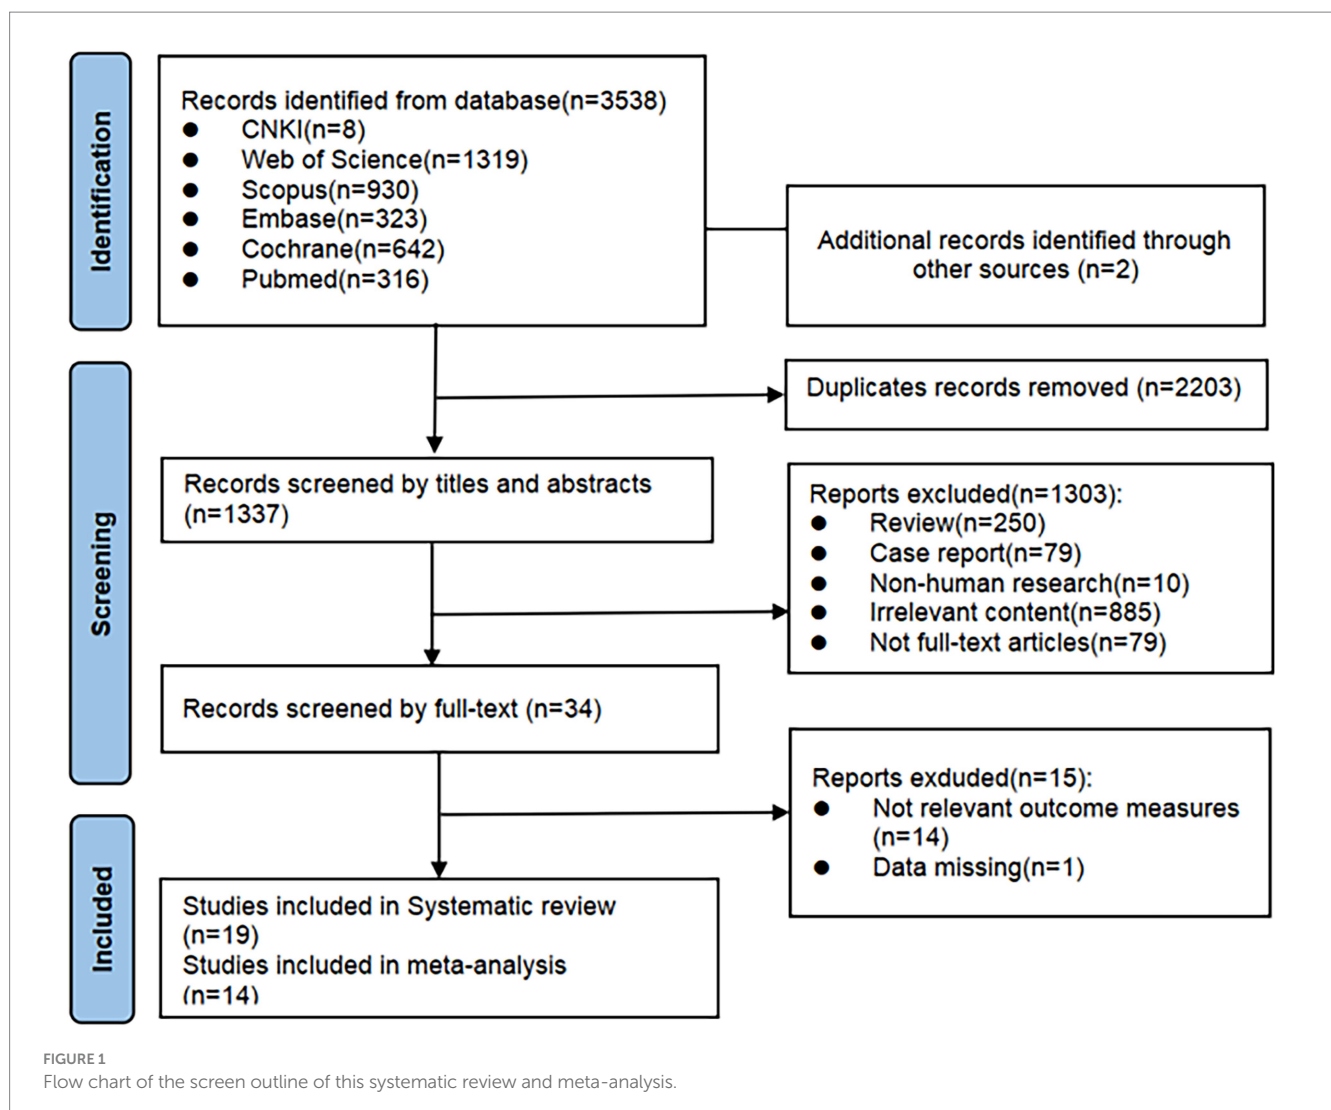 Identification
Records identified from database(n=3538)
● CNKI(n=8)
● Web of Science(n=1319)
● Scopus(n=930)
● Embase(n=323)
● Cochrane(n=642)
● Pubmed(n=316)
Additional records identified through
other sources (n=2)
Screening
Duplicates records removed (n=2203)
Records screened by titles and abstracts
(n=1337)
Reports excluded(n=1303):
● Review(n=250)
● Case report(n=79)
● Non-human research(n=10)
● Irrelevant content(n=885)
● Not full-text articles(n=79)
Records screened by full-text (n=34)
Reports exduded(n=15):
● Not relevant outcome measures
(n=14)
● Data missing(n=1)
Included
Studies included in Systematic review
(n=19)
Studies included in meta-analysis
(n=14)
FIGURE 1
Flow chart of the screen outline of this systematic review and meta-analysis.